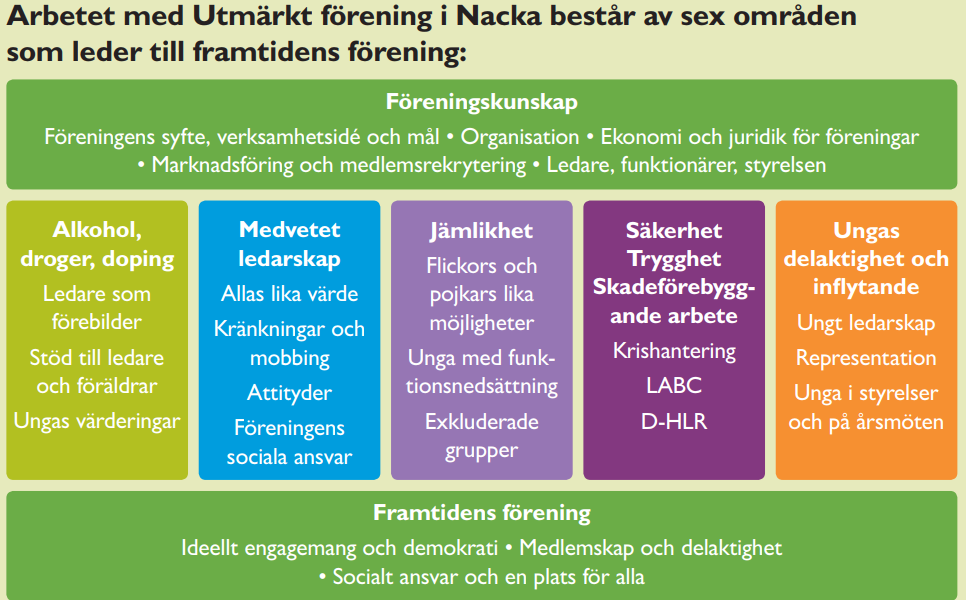 Arbetet med Utmärkt förening i Nacka består av sex områden
som leder till framtidens förening:
Föreningskunskap
Föreningens syfte, verksamhetsidé och mål • Organisation • Ekonomi och juridik för föreningar
• Marknadsföring och medlemsrekrytering • Ledare, funktionärer, styrelsen
Alkohol,
droger, doping
Ledare som
förebilder
Stöd till ledare
och föräldrar
Ungas värderingar
Medvetet
ledarskap
Allas lika värde
Kränkningar och
mobbing
Attityder
Föreningens
sociala ansvar
Jämlikhet
Flickors och
pojkars lika
möjligheter
Unga med funk-
tionsnedsättning
Exkluderade
grupper
Säkerhet
Trygghet
Skadeförebygg-
ande arbete
Krishantering
LABC
D-HLR
Ungas
delaktighet och
inflytande
Ungt ledarskap
Representation
Unga i styrelser
och på årsmöten
Framtidens förening
Ideellt engagemang och demokrati • Medlemskap och delaktighet
• Socialt ansvar och en plats för alla